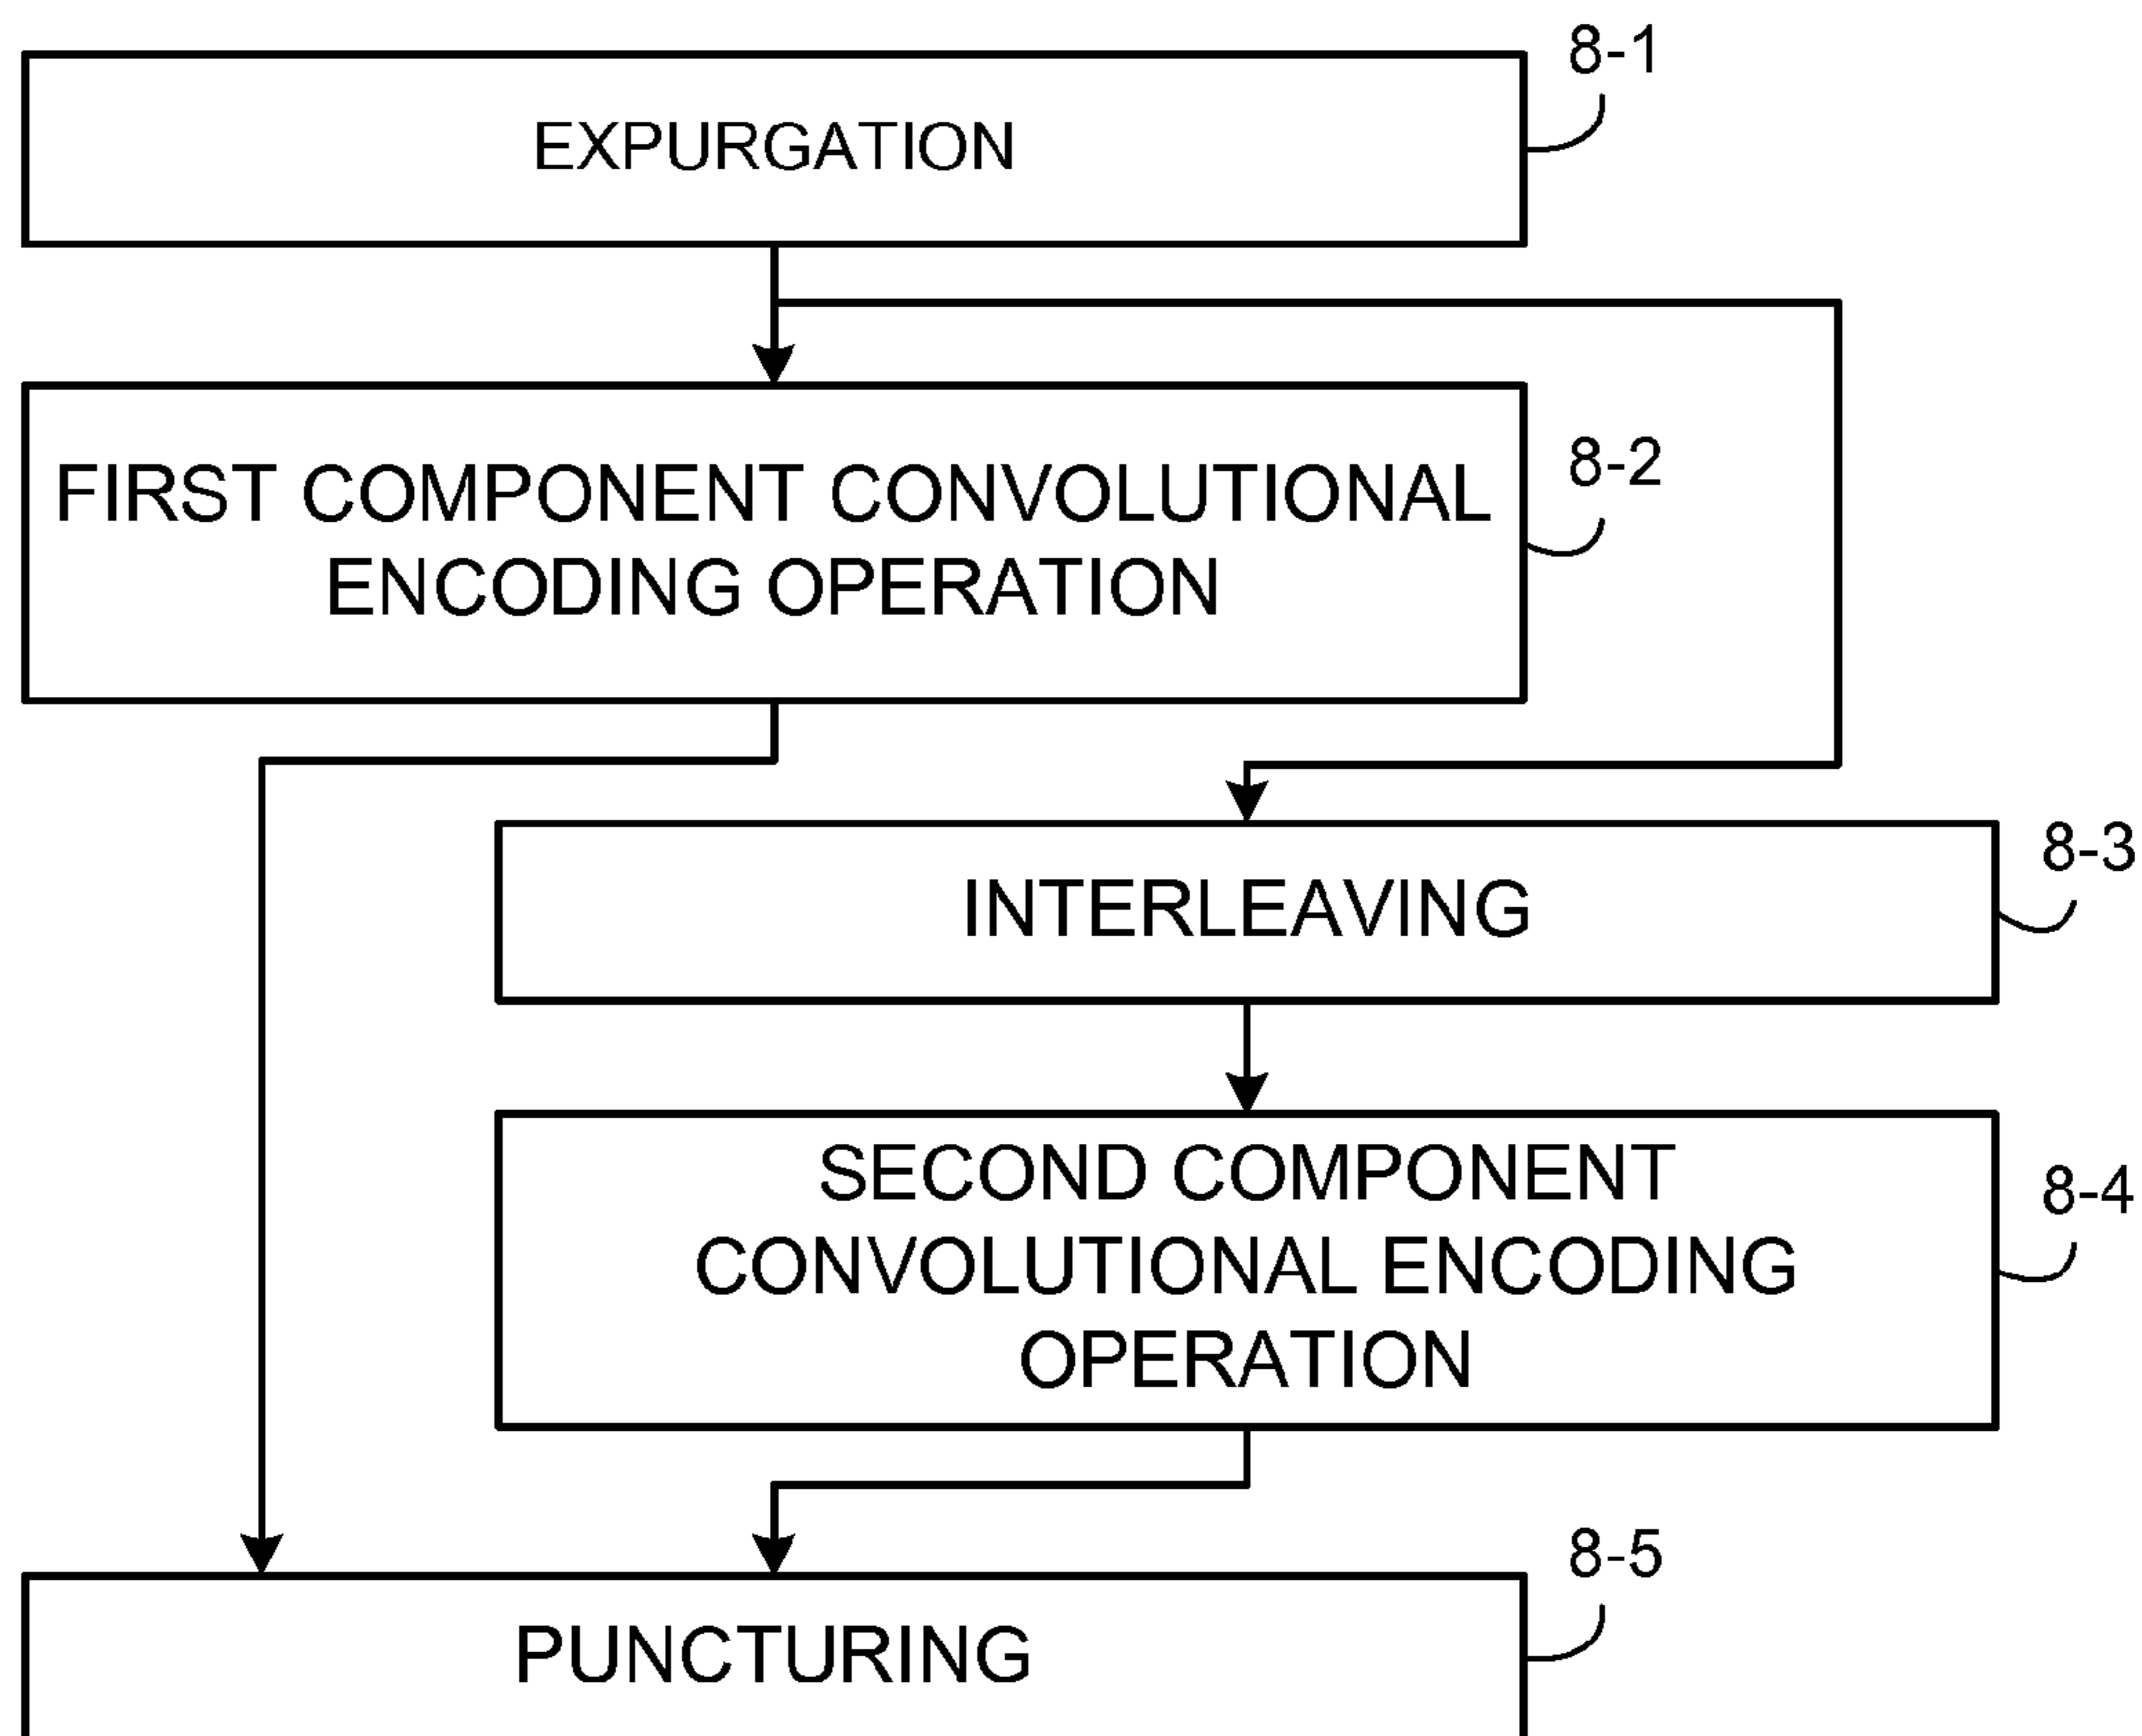 8-1
EXPURGATION
8-2
FIRST COMPONENT CONVOLUTIONAL
ENCODING OPERATION
8-3
INTERLEAVING
8-4
SECOND COMPONENT
CONVOLUTIONAL ENCODING
OPERATION
8-5
PUNCTURING